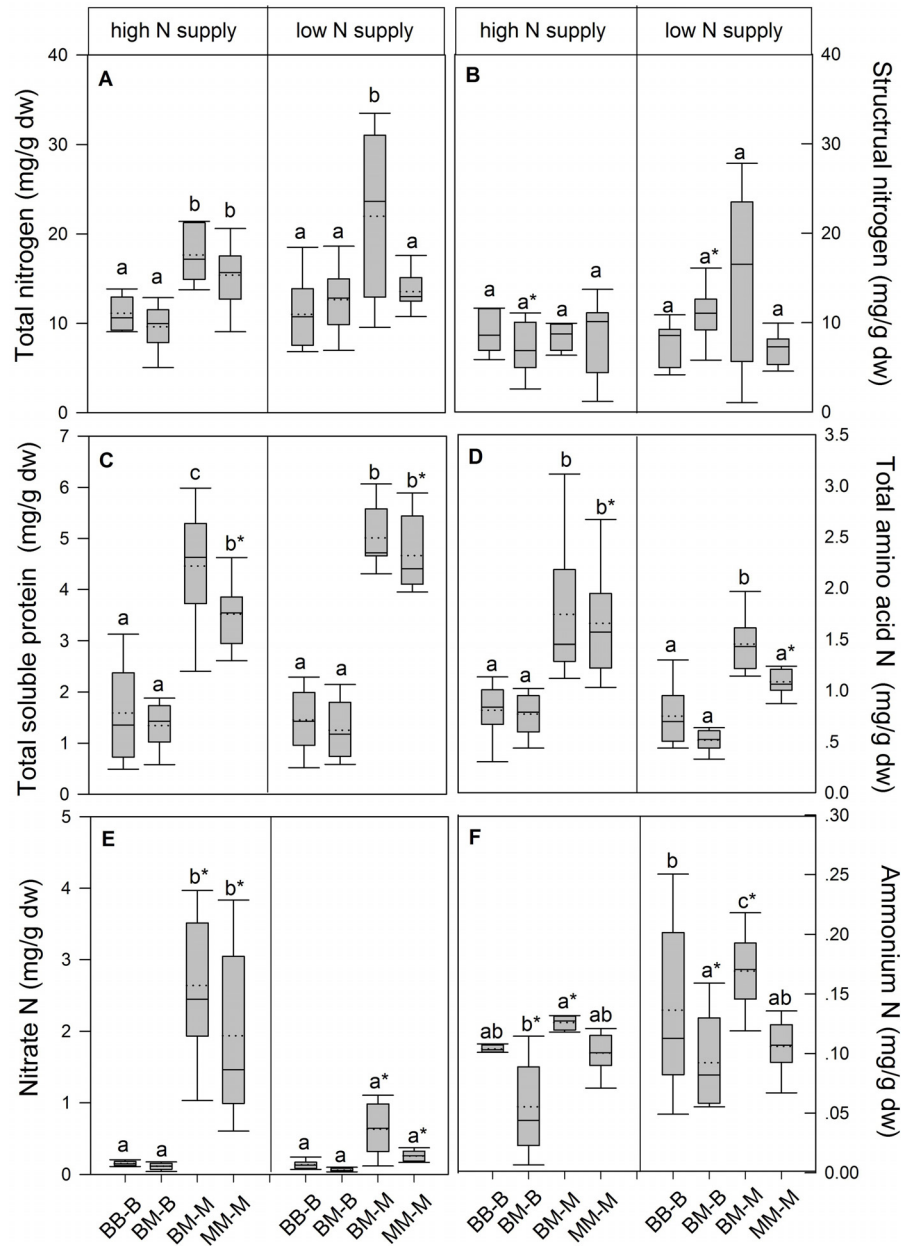 high N supply low N supply high N supply low N supply
Total nitrogen (mg/g dw)
40
30
20
10
0
A
a a b b a a b a
B
a a* a a a a* a a
40
30
20
10
0
Structrual nitrogen (mg/g dw)
Total soluble protein (mg/g dw)
7
6
5
4
3
2
1
0
C
a a c b* a a b b*
D
a a b b* a a b a*
3.5
3.0
2.5
2.0
1.5
1.0
.5
0.0
Total amino acid N (mg/g dw)
Nitrate N (mg/g dw)
5
4
3
2
1
0
E
a a b* b* a a a* a*
F
ab b* a* ab b a* c* ab
.30
.25
.20
.15
.10
.05
0.00
Ammonium N (mg/g dw)
BB-B BM-B BM-M MM-M BB-B BM-B BM-M MM-M BB-B BM-B BM-M MM-M BB-B BM-B BM-M MM-M